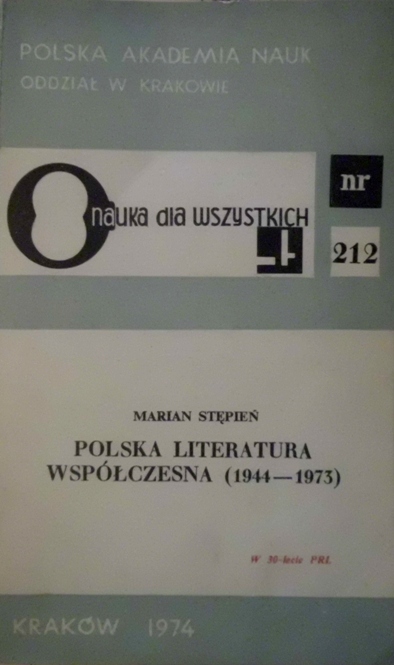 POLSKA AKADEMIA NAUK
ODDZIAŁ W KRAKOWIE
nauka dla WSZYSTKICH
nr
212
MARIAN STĘPIEŃ
POLSKA LITERATURA
WSPÓŁCZESNA (1944—1973)
W 30-lecie PRL
KRAKÓW 1974